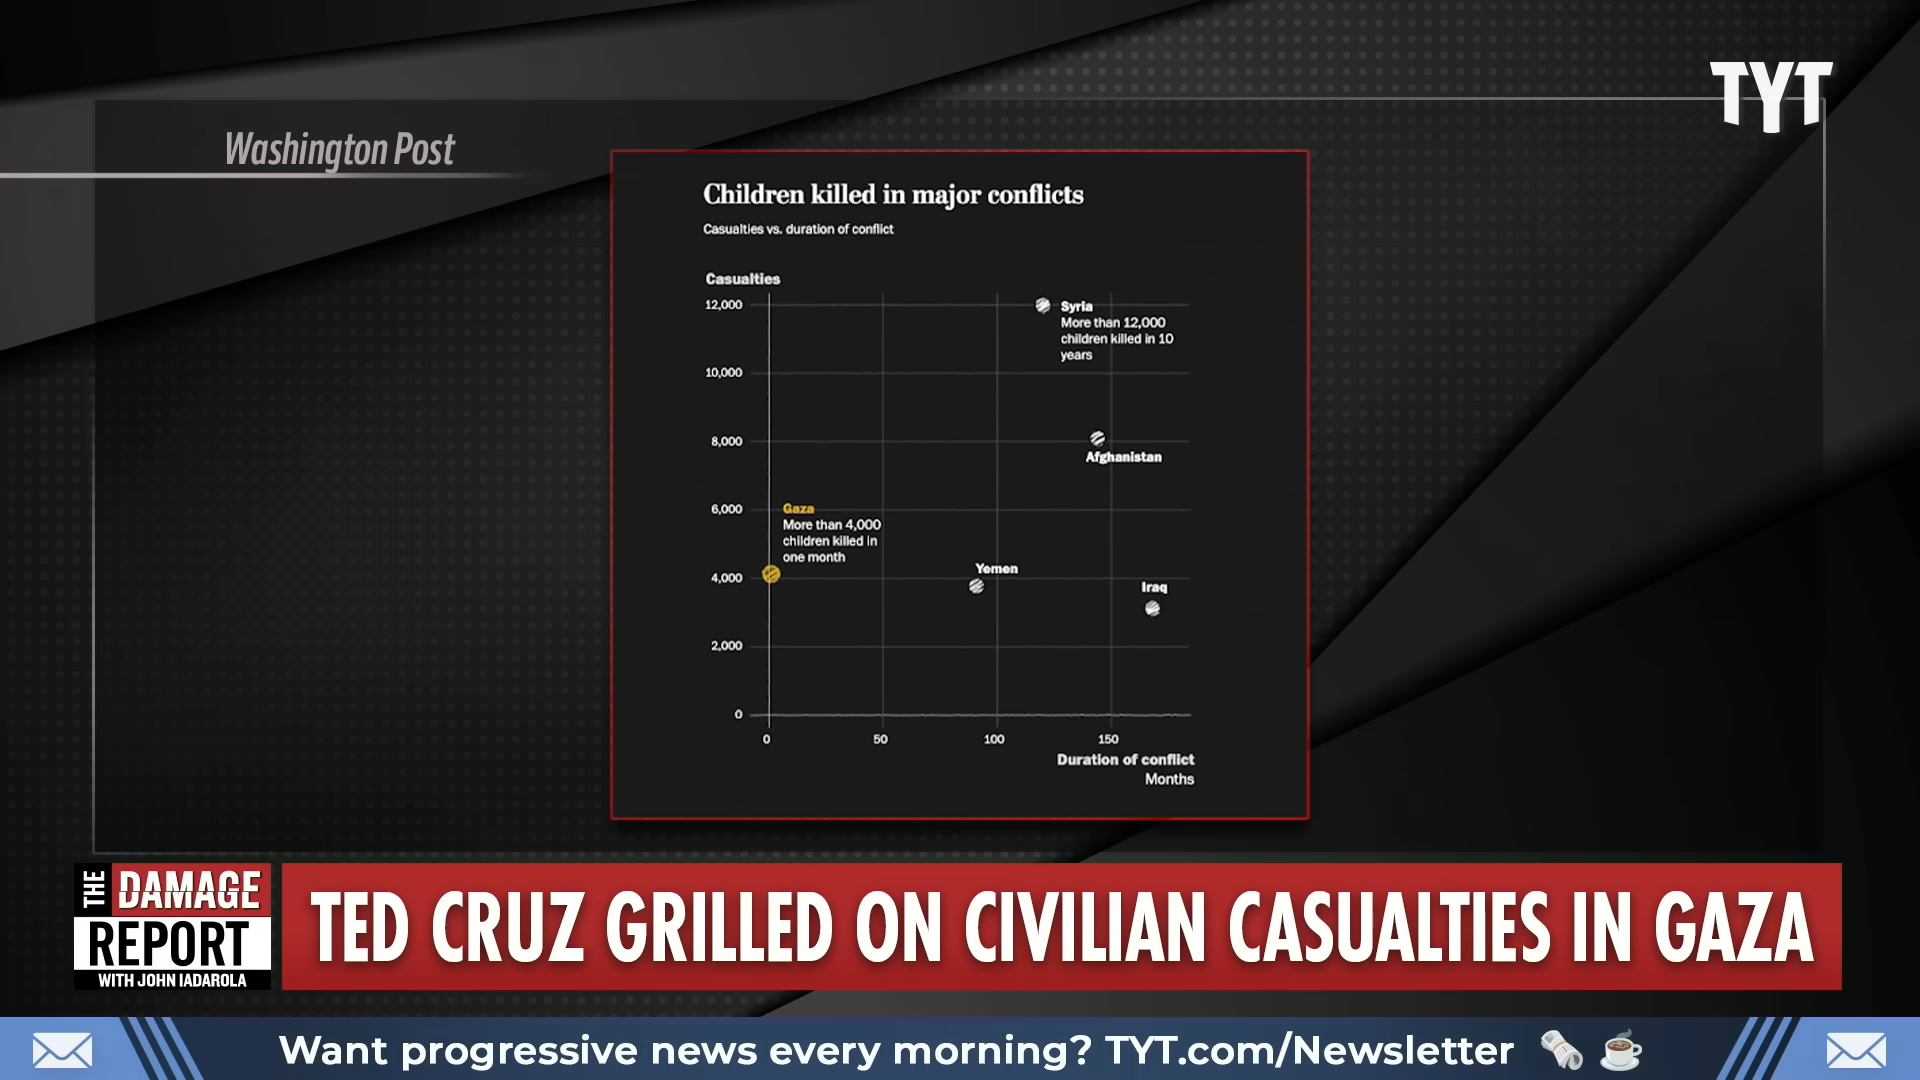 TYT
Washington Post
Children killed in major conflicts
Casualties vs. duration of conflict
Casualties
12,000
10,000
8,000
6,000
4,000
2,000
0
Syria
More than 12,000
children killed in 10
years
Afghanistan
Gaza
More than 4,000
children killed in
one month
Yemen
Iraq
0 50 100 150
Duration of conflict
Months
THE DAMAGE
REPORT
WITH JOHN IADAROLA
TED CRUZ GRILLED ON CIVILIAN CASUALTIES IN GAZA
Want progressive news every morning? TYT.com/Newsletter